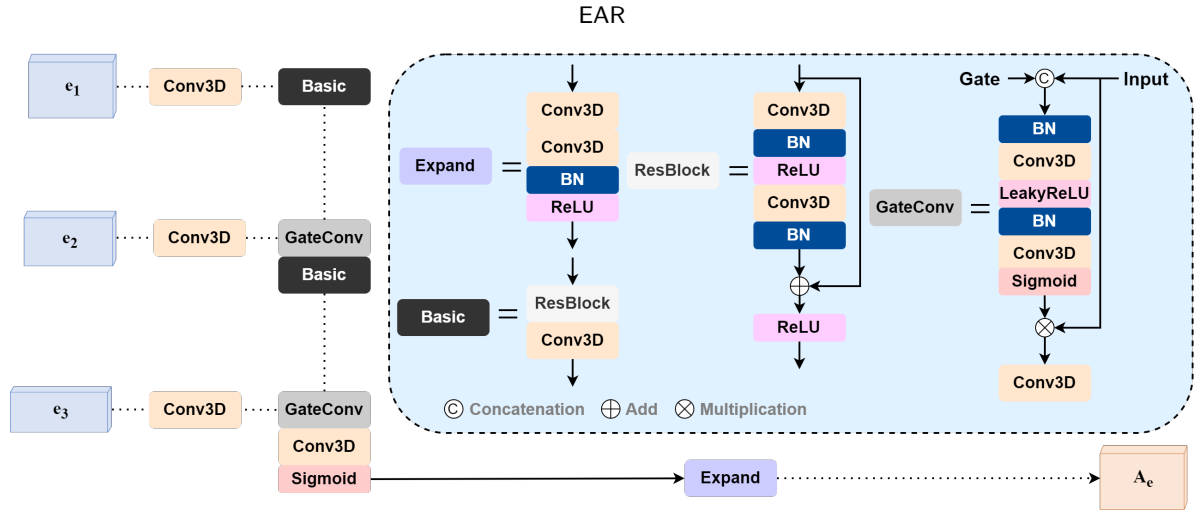 EAR
e1 Conv3D Basic
e2 Conv3D GateConv
Basic
e3 Conv3D GateConv
Conv3D
Sigmoid
Expand
Ae
Expand =
Conv3D
Conv3D
BN
ReLU
Basic =
ResBlock
Conv3D
ResBlock =
Conv3D
BN
ReLU
Conv3D
BN
ReLU
GateConv =
Gate C Input
BN
Conv3D
LeakyReLU
BN
Conv3D
Sigmoid
Conv3D
C Concatenation Add Multiplication